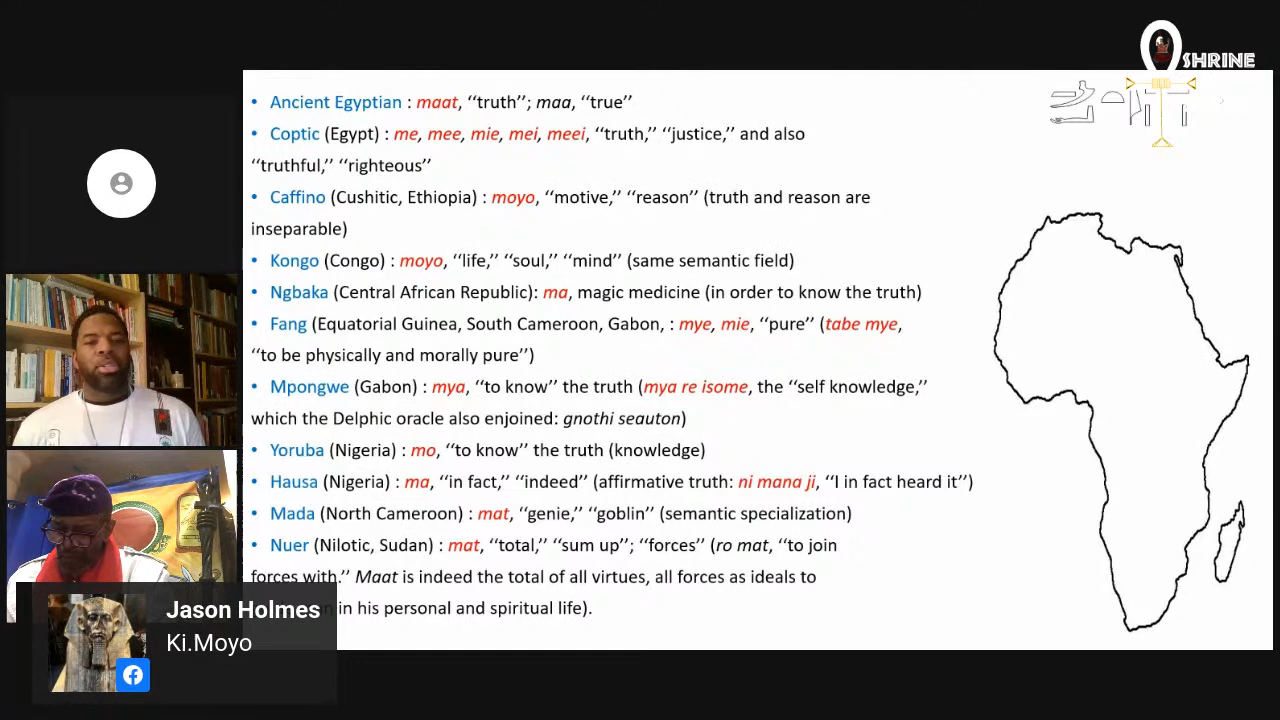 SHRINE
• Ancient Egyptian : maat, ‘‘truth’’; maa, ‘‘true’’
• Coptic (Egypt) : me, mee, mie, mei, meei, ‘‘truth,’’ ‘‘justice,’’ and also
‘‘truthful,’’ ‘‘righteous’’
• Caffino (Cushitic, Ethiopia) : moyo, ‘‘motive,’’ ‘‘reason’’ (truth and reason are
inseparable)
• Kongo (Congo) : moyo, ‘‘life,’’ ‘‘soul,’’ ‘‘mind’’ (same semantic field)
• Ngbaka (Central African Republic): ma, magic medicine (in order to know the truth)
• Fang (Equatorial Guinea, South Cameroon, Gabon, : mye, mie, ‘‘pure’’ (tabe mye,
‘‘to be physically and morally pure’’)
• Mpongwe (Gabon) : mya, ‘‘to know’’ the truth (mya re isome, the ‘‘self knowledge,’’
which the Delphic oracle also enjoined: gnothi seauton)
• Yoruba (Nigeria) : mo, ‘‘to know’’ the truth (knowledge)
• Hausa (Nigeria) : ma, ‘‘in fact,’’ ‘‘indeed’’ (affirmative truth: ni mana ji, ‘‘I in fact heard it’’)
• Mada (North Cameroon) : mat, ‘‘genie,’’ ‘‘goblin’’ (semantic specialization)
• Nuer (Nilotic, Sudan) : mat, ‘‘total,’’ ‘‘sum up’’; ‘‘forces’’ (ro mat, ‘‘to join
forces with.’’ Maat is indeed the total of all virtues, all forces as ideals to
in his personal and spiritual life).
Jason Holmes
Ki.Moyo